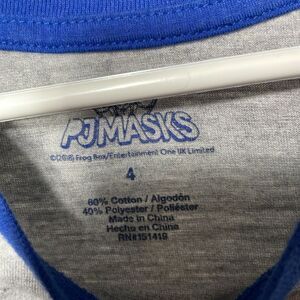 PJMASKS
©2018 Frog Box/Entertainment One UK Limited
4
60% Cotton / Algodón
40% Polyester / Poliéster
Made in China
Hecho en China
RN#151419